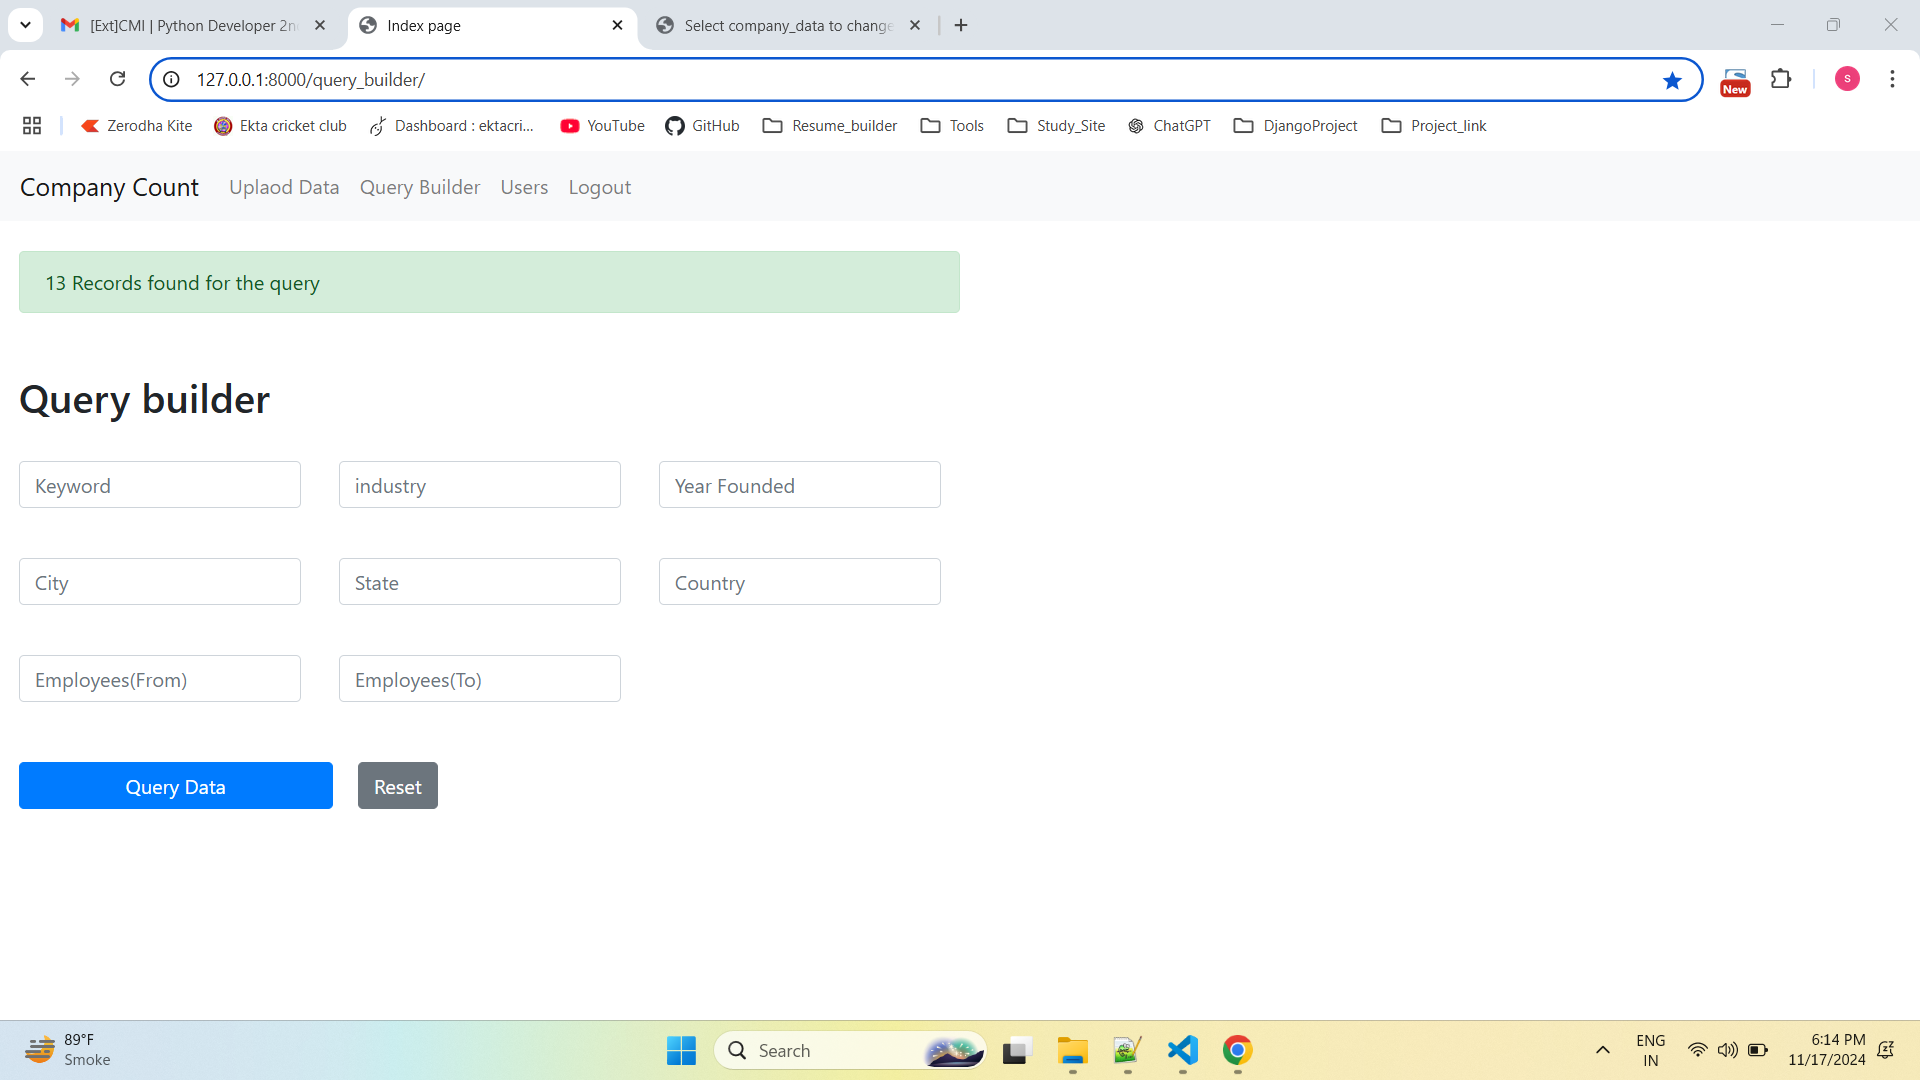 [Ext]CMI | Python Developer 2n
Index page
Select company_data to change
127.0.0.1:8000/query_builder/
New
S
Zerodha Kite
Ekta cricket club
Dashboard : ektacri...
YouTube
GitHub
Resume_builder
Tools
Study_Site
ChatGPT
DjangoProject
Project_link
Company Count
Uplaod Data
Query Builder
Users
Logout
13 Records found for the query
Query builder
Keyword
industry
Year Founded
City
State
Country
Employees(From)
Employees(To)
Query Data
Reset
89°F
Smoke
Search
ENG
IN
6:14 PM
11/17/2024